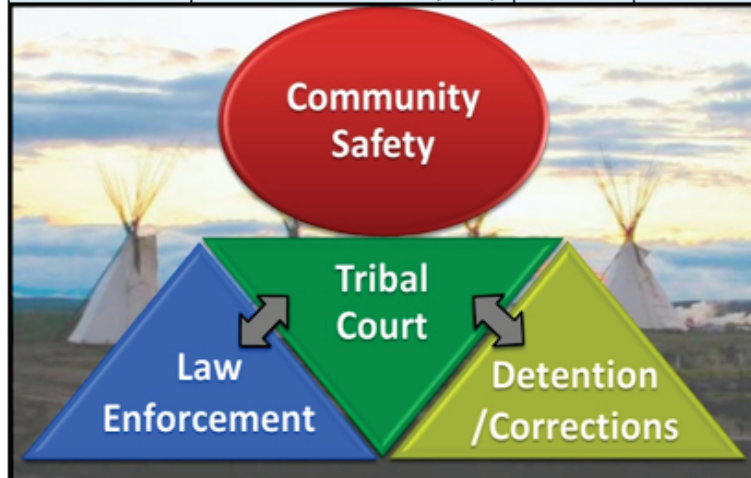 Community
Safety
Tribal
Court
Law
Enforcement
Detention
/Corrections